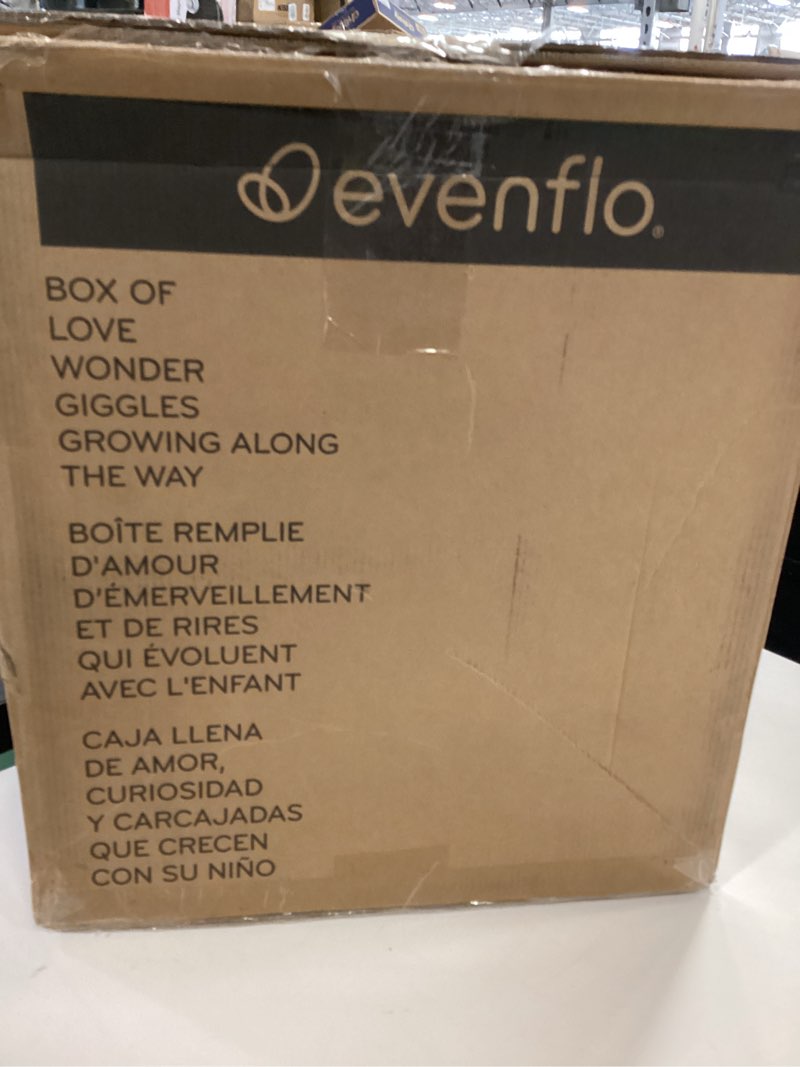 evenflo®
BOX OF
LOVE
WONDER
GIGGLES
GROWING ALONG
THE WAY
BOÎTE REMPLIE
D'AMOUR
D'ÉMERVEILLEMENT
ET DE RIRES
QUI ÉVOLUENT
AVEC L'ENFANT
CAJA LLENA
DE AMOR,
CURIOSIDAD
Y CARCAJADAS
QUE CRECEN
CON SU NIÑO